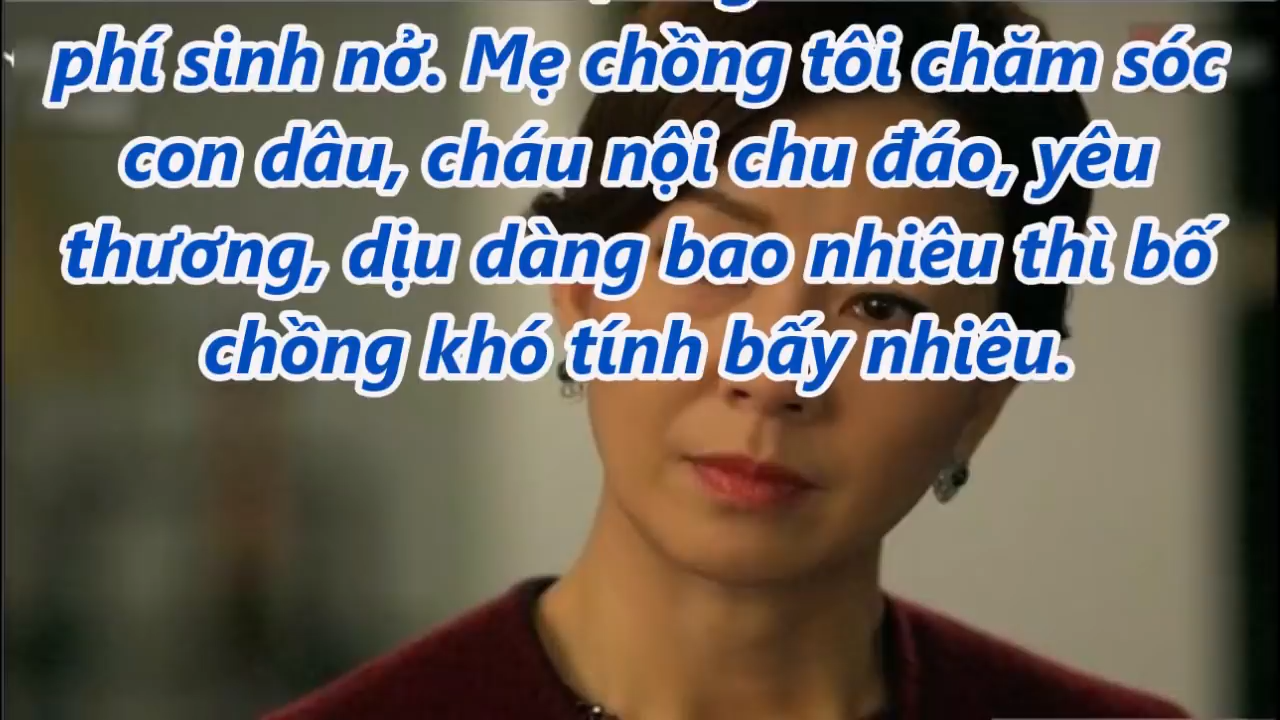 phí sinh nở. Mẹ chồng tôi chăm sóc
con dâu, cháu nội chu đáo, yêu
thương, dịu dàng bao nhiêu thì bố
chồng khó tính bấy nhiêu.